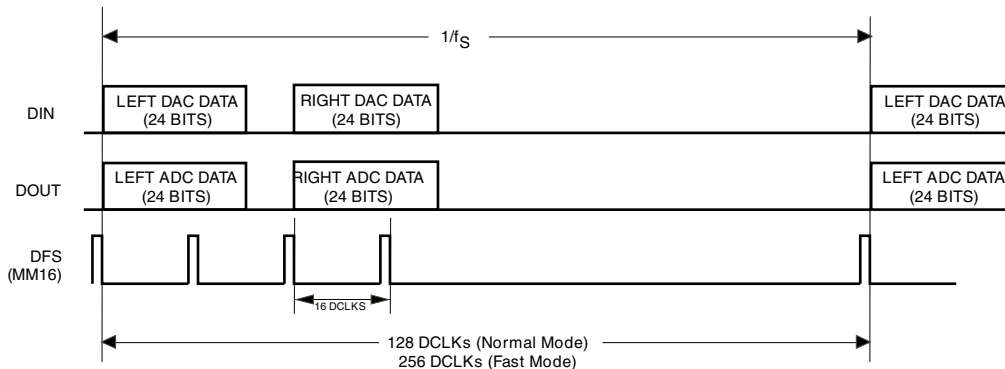 1/fS
DIN
LEFT DAC DATA
(24 BITS)
RIGHT DAC DATA
(24 BITS)
LEFT DAC DATA
(24 BITS)
DOUT
LEFT ADC DATA
(24 BITS)
RIGHT ADC DATA
(24 BITS)
LEFT ADC DATA
(24 BITS)
DFS
(MM16)
16 DCLKS
128 DCLKs (Normal Mode)
256 DCLKs (Fast Mode)